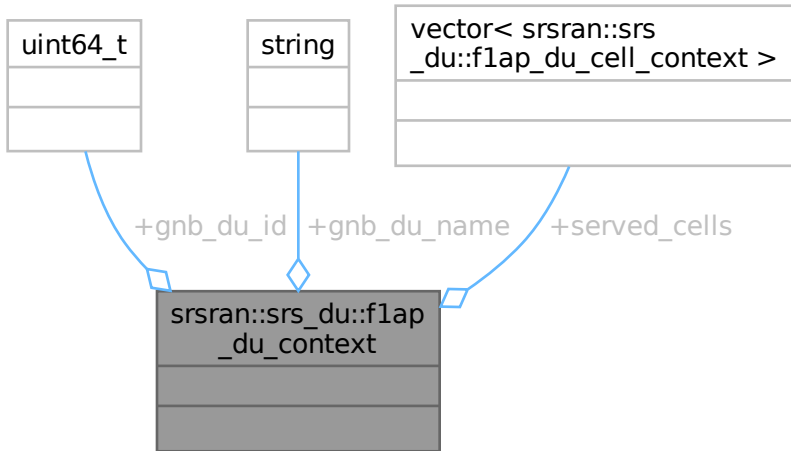 uint64_t
string
vector< srsran::srs
_du::f1ap_du_cell_context >
+gnb_du_id
+gnb_du_name
+served_cells
srsran::srs_du::f1ap
_du_context